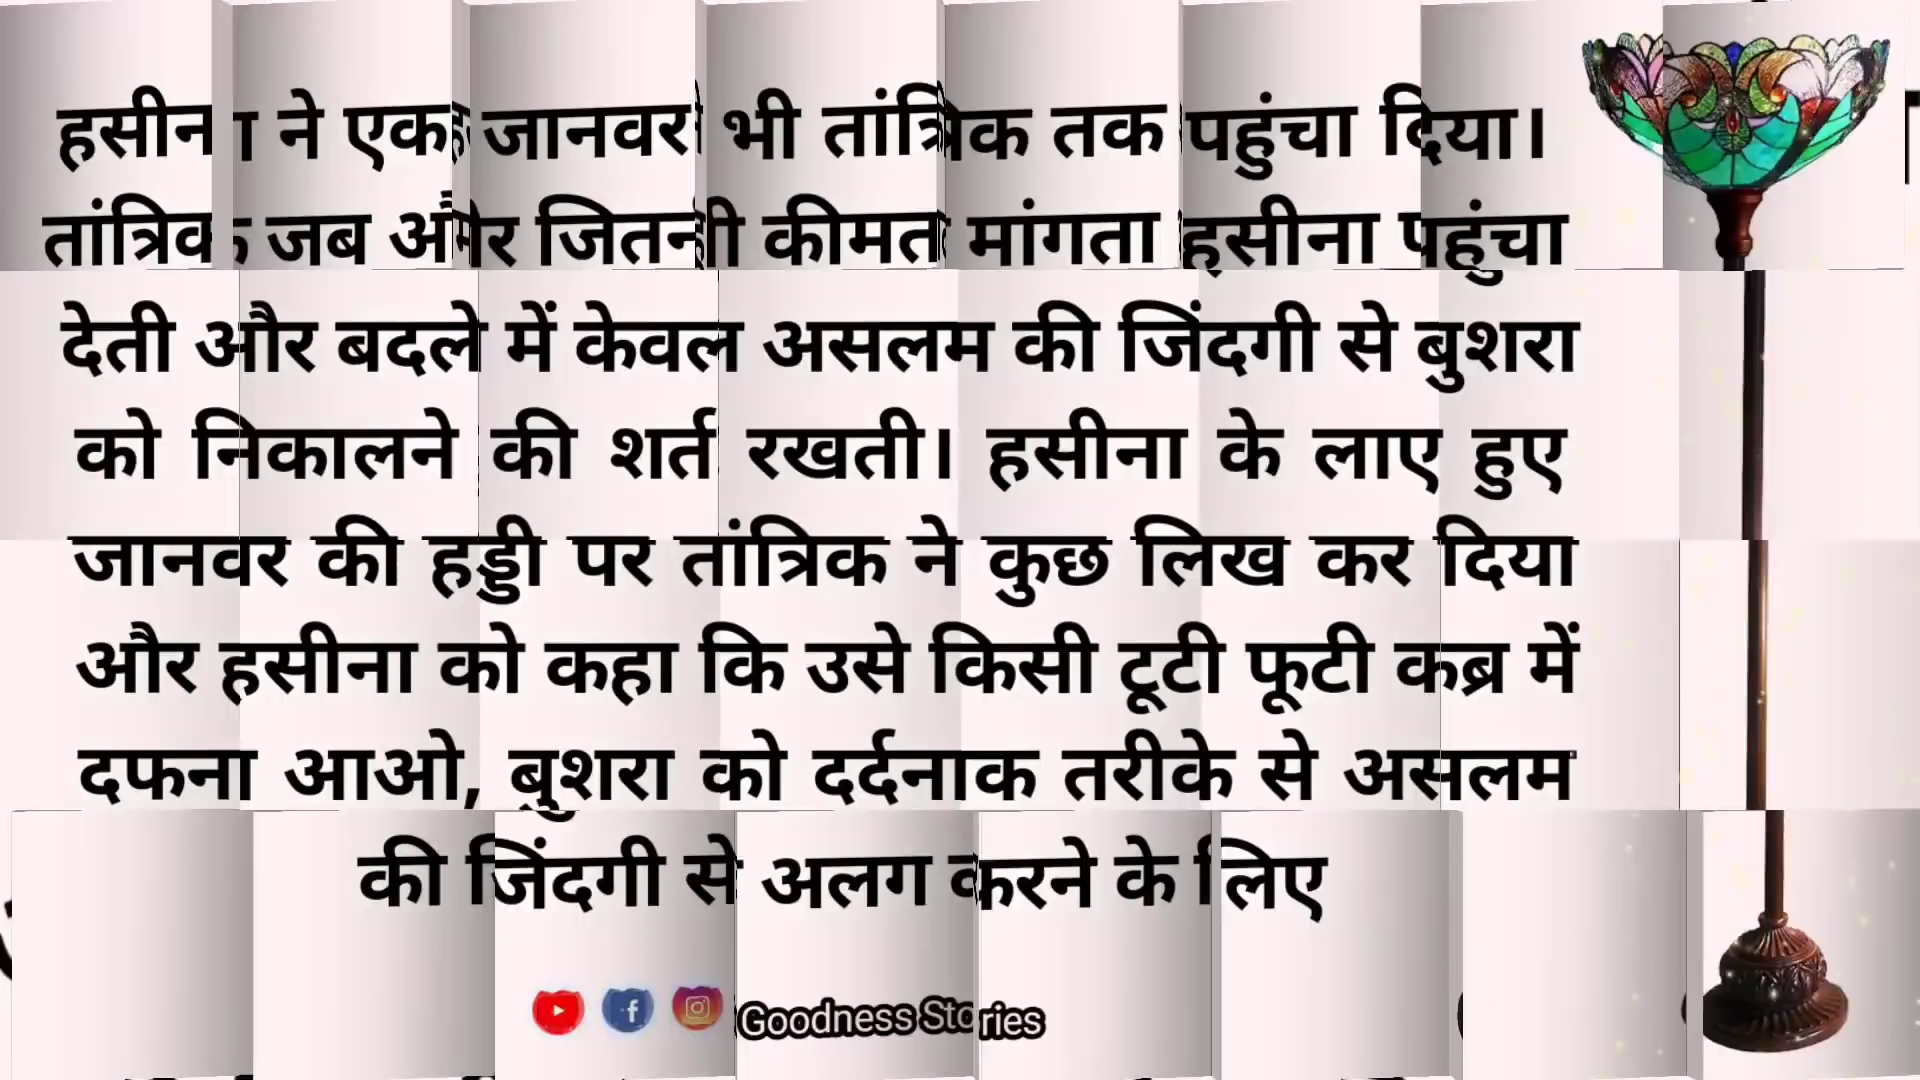 हसीना ने एक जानवर भी तांत्रिक तक पहुंचा दिया।
तांत्रिक जब और जितनी कीमत मांगता हसीना पहुंचा
देती और बदले में केवल असलम की जिंदगी से बुशरा
को निकालने की शर्त रखती। हसीना के लाए हुए
जानवर की हड्डी पर तांत्रिक ने कुछ लिख कर दिया
और हसीना को कहा कि उसे किसी टूटी फूटी कब्र में
दफना आओ, बुशरा को दर्दनाक तरीके से असलम
की जिंदगी से अलग करने के लिए
Goodness Stories